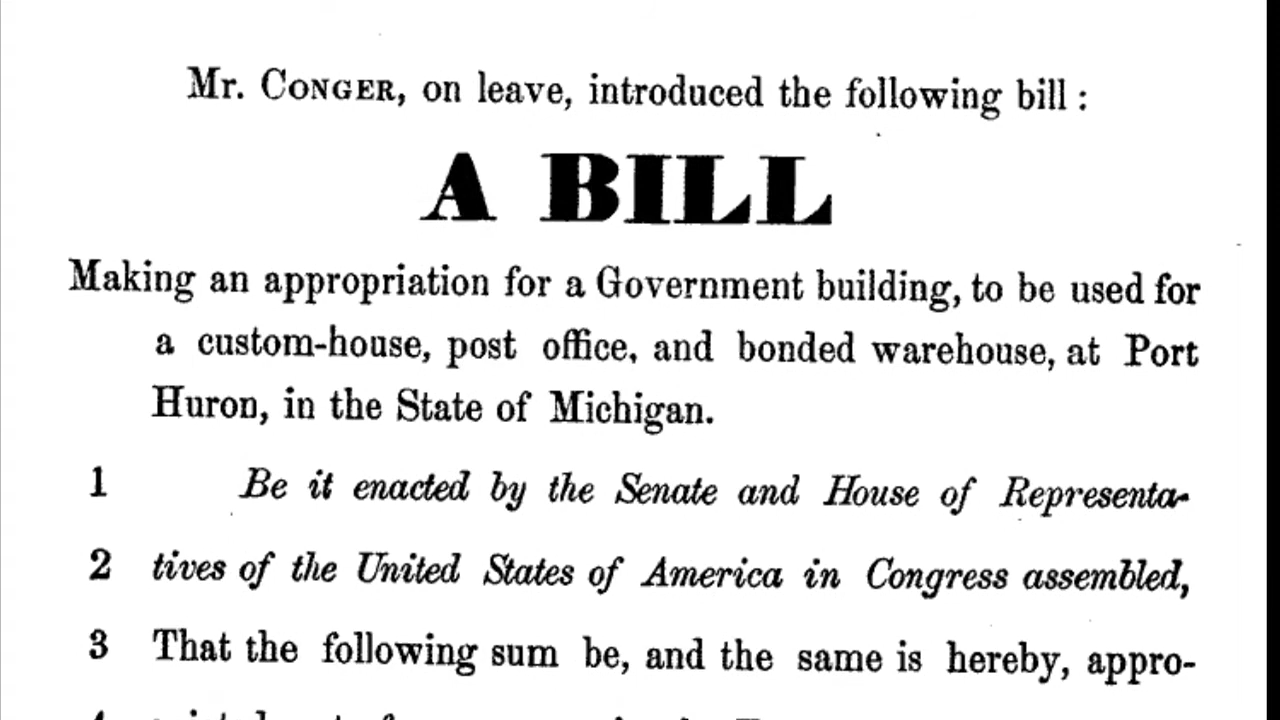 Mr. CONGER, on leave, introduced the following bill :
A BILL
Making an appropriation for a Government building, to be used for
a custom-house, post office, and bonded warehouse, at Port
Huron, in the State of Michigan.
1 Be it enacted by the Senate and House of Representa-
2 tives of the United States of America in Congress assembled,
3 That the following sum be, and the same is hereby, appro-